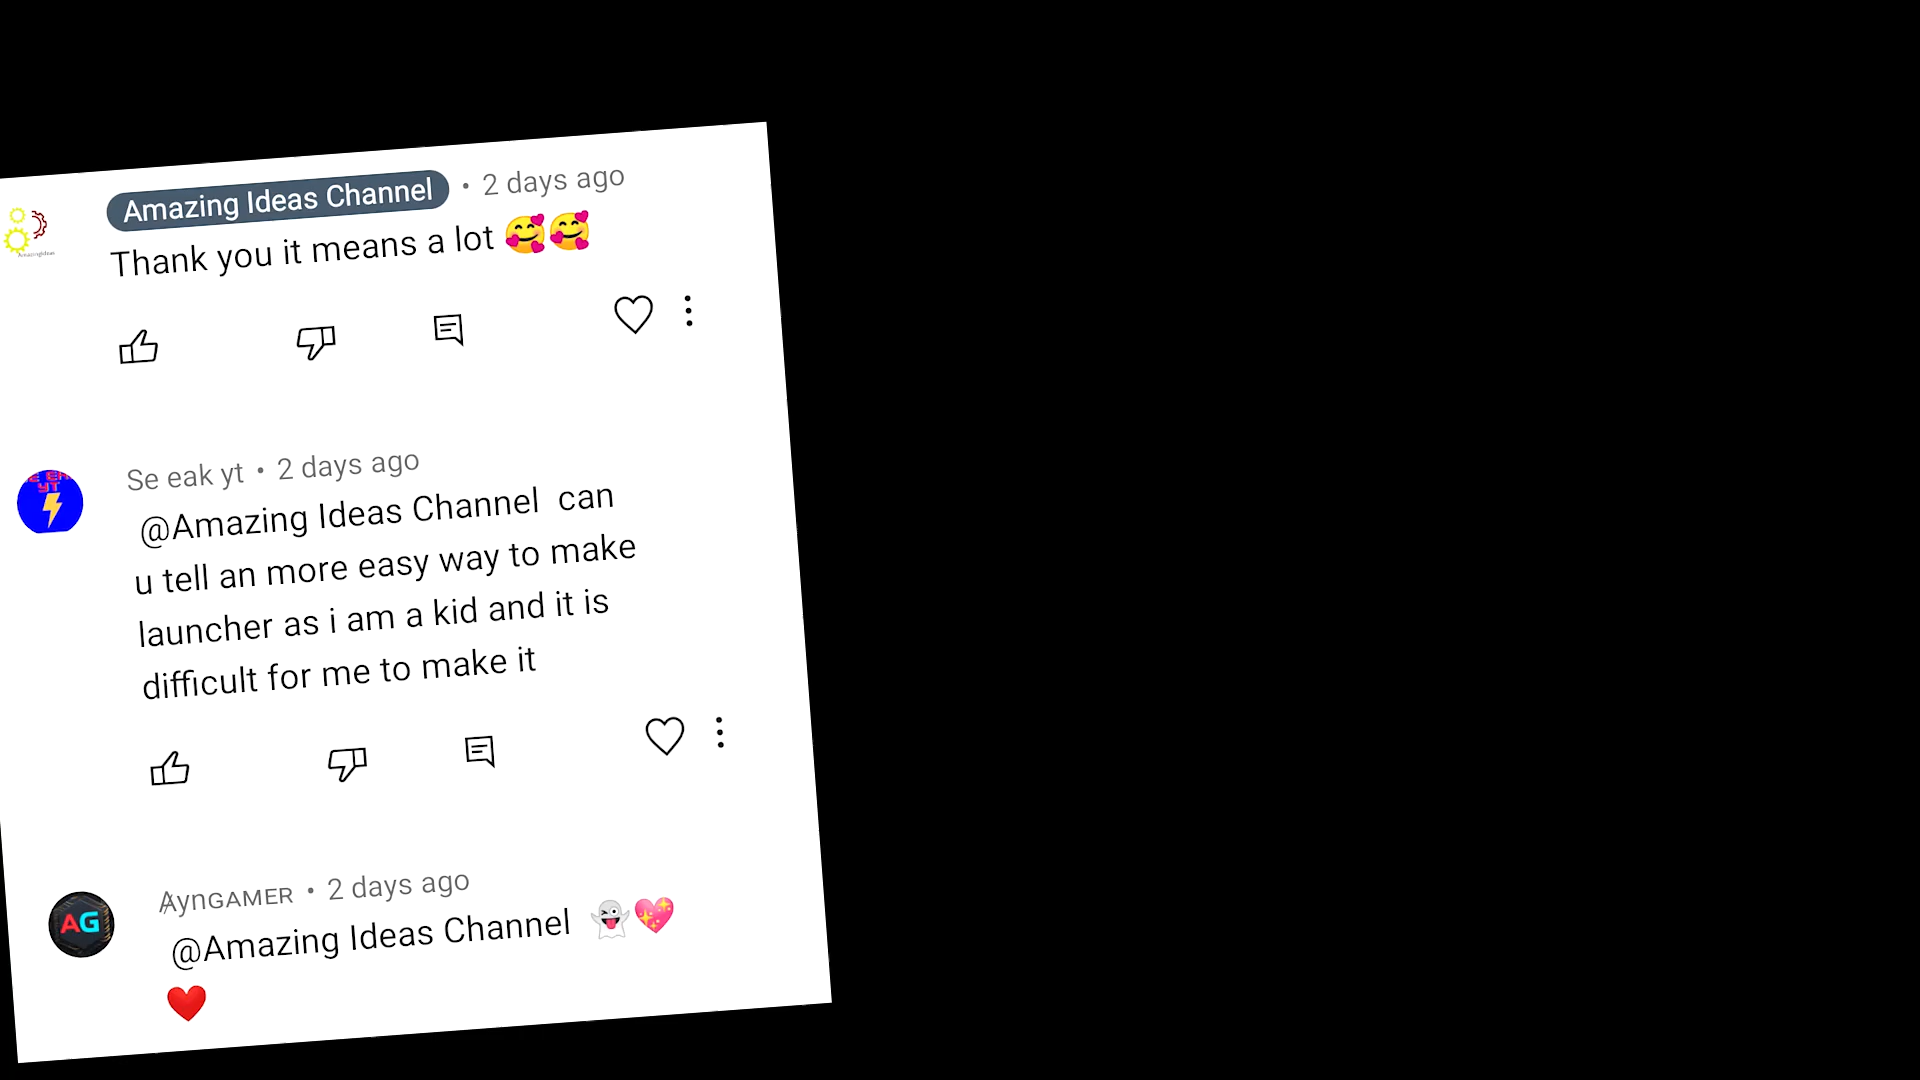 Amazing Ideas Channel • 2 days ago
Thank you it means a lot 🥰🥰
Se eak yt • 2 days ago
@Amazing Ideas Channel can
u tell an more easy way to make
launcher as i am a kid and it is
difficult for me to make it
AynGAMER • 2 days ago
AG
@Amazing Ideas Channel 👻💖
❤️